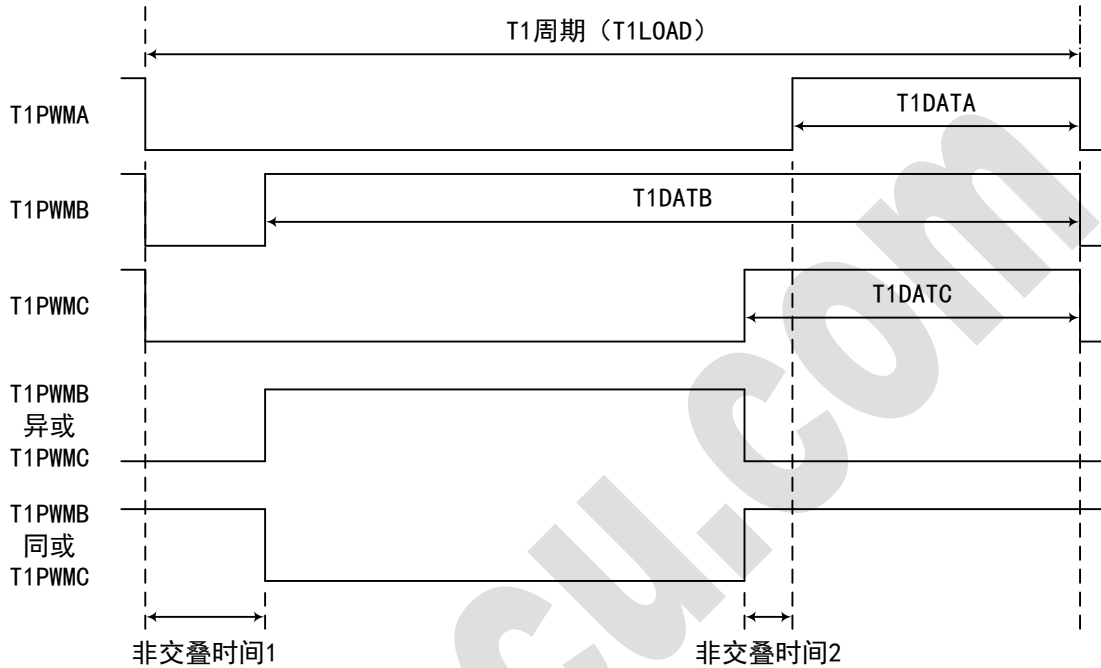 T1周期（T1LOAD）
T1PWMA
T1DATA
T1PWMB
T1DATB
T1PWMC
T1DATC
T1PWMB
异或
T1PWMC
T1PWMB
同或
T1PWMC
非交叠时间1
非交叠时间2
cu.com